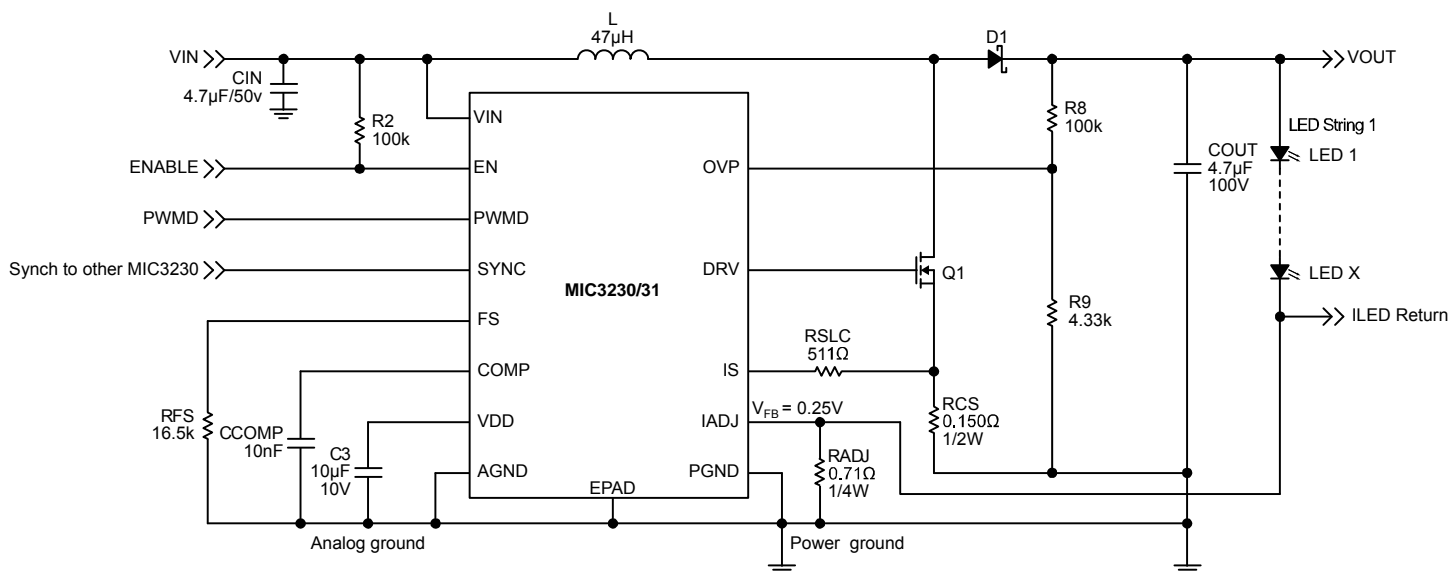 L
47µH
D1
VIN
VOUT
CIN
4.7µF/50v
R2
100k
VIN
R8
100k
LED String 1
LED 1
COUT
4.7µF
100V
ENABLE
EN
OVP
PWMD
PWMD
Synch to other MIC3230
SYNC
DRV
Q1
LED X
MIC3230/31
R9
4.33k
ILED Return
FS
RSLC
511Ω
COMP
IS
RFS
16.5k
CCOMP
10nF
VDD
VFB = 0.25V
IADJ
RCS
0.150Ω
1/2W
C3
10µF
10V
AGND
PGND
RADJ
0.71Ω
1/4W
EPAD
Analog ground
Power ground